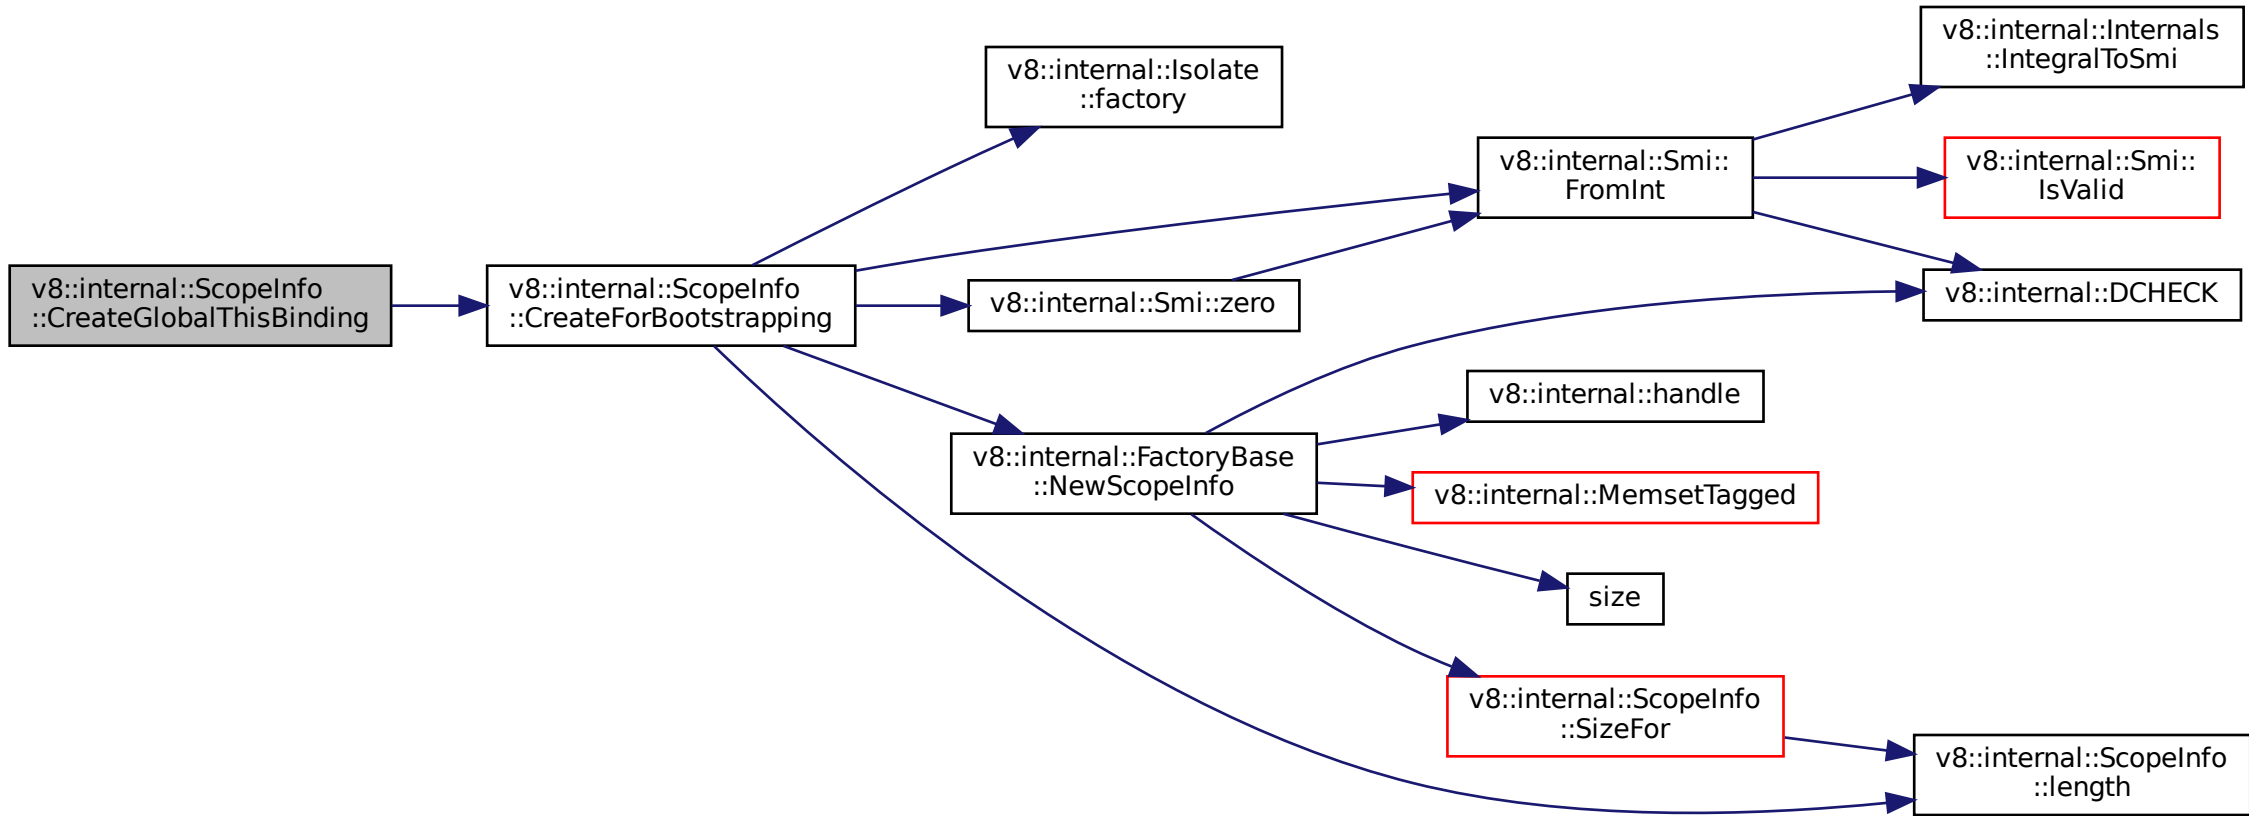 v8::internal::ScopeInfo
::CreateGlobalThisBinding
v8::internal::ScopeInfo
::CreateForBootstrapping
v8::internal::Isolate
::factory
v8::internal::Smi::zero
v8::internal::FactoryBase
::NewScopeInfo
v8::internal::Smi::
FromInt
v8::internal::handle
v8::internal::MemsetTagged
size
v8::internal::ScopeInfo
::SizeFor
v8::internal::Internals
::IntegralToSmi
v8::internal::Smi::
IsValid
v8::internal::DCHECK
v8::internal::ScopeInfo
::length